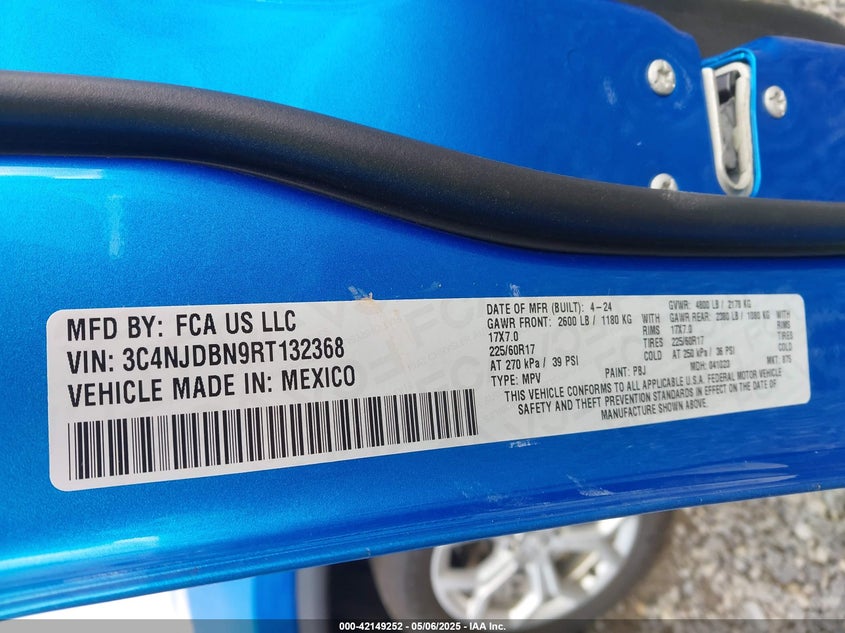 MFD BY: FCA US LLC
VIN: 3C4NJDBN9RT132368
VEHICLE MADE IN: MEXICO
DATE OF MFR (BUILT): 4-24 GVWR: 4800 LB / 2178 KG
GAWR FRONT: 2600 LB / 1180 KG WITH GAWR REAR: 2380 LB / 1080 KG WITH
17X7.0 RIMS 17X7.0 RIMS
225/60R17 TIRES 225/60R17 TIRES
AT 270 kPa / 39 PSI COLD AT 250 kPa / 36 PSI COLD
TYPE: MPV PAINT: PBJ MDH: 041023 MKT: 875
THIS VEHICLE CONFORMS TO ALL APPLICABLE U.S.A. FEDERAL MOTOR VEHICLE
SAFETY AND THEFT PREVENTION STANDARDS IN EFFECT ON THE DATE OF
MANUFACTURE SHOWN ABOVE.
000-42149252 - 05/06/2025 - IAA Inc.